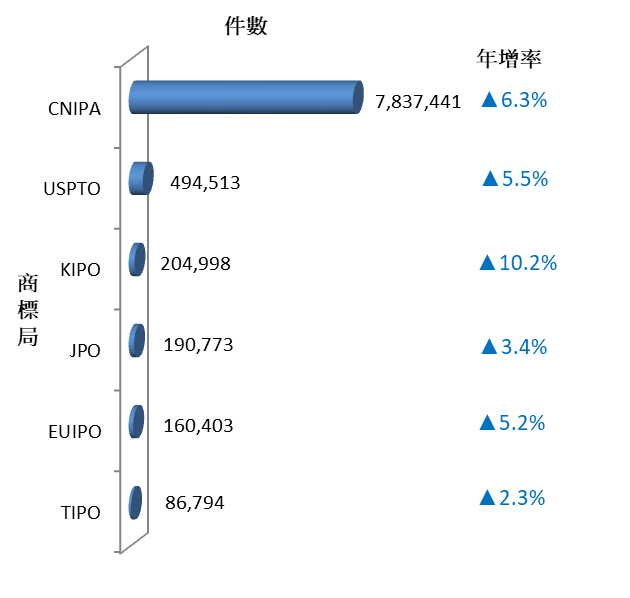 件數
年增率
CNIPA 7,837,441 ▲6.3%
USPTO 494,513 ▲5.5%
KIPO 204,998 ▲10.2%
商標局
JPO 190,773 ▲3.4%
EUIPO 160,403 ▲5.2%
TIPO 86,794 ▲2.3%